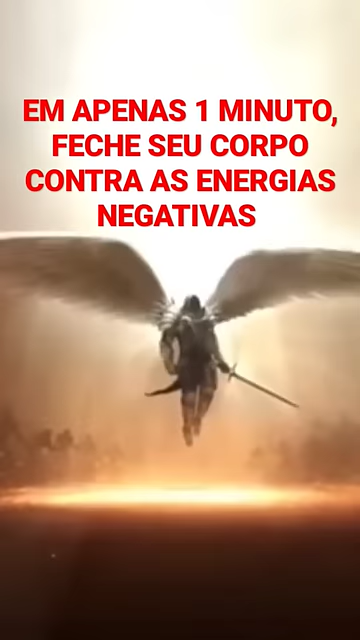 EM APENAS 1 MINUTO,
FECHE SEU CORPO
CONTRA AS ENERGIAS
NEGATIVAS